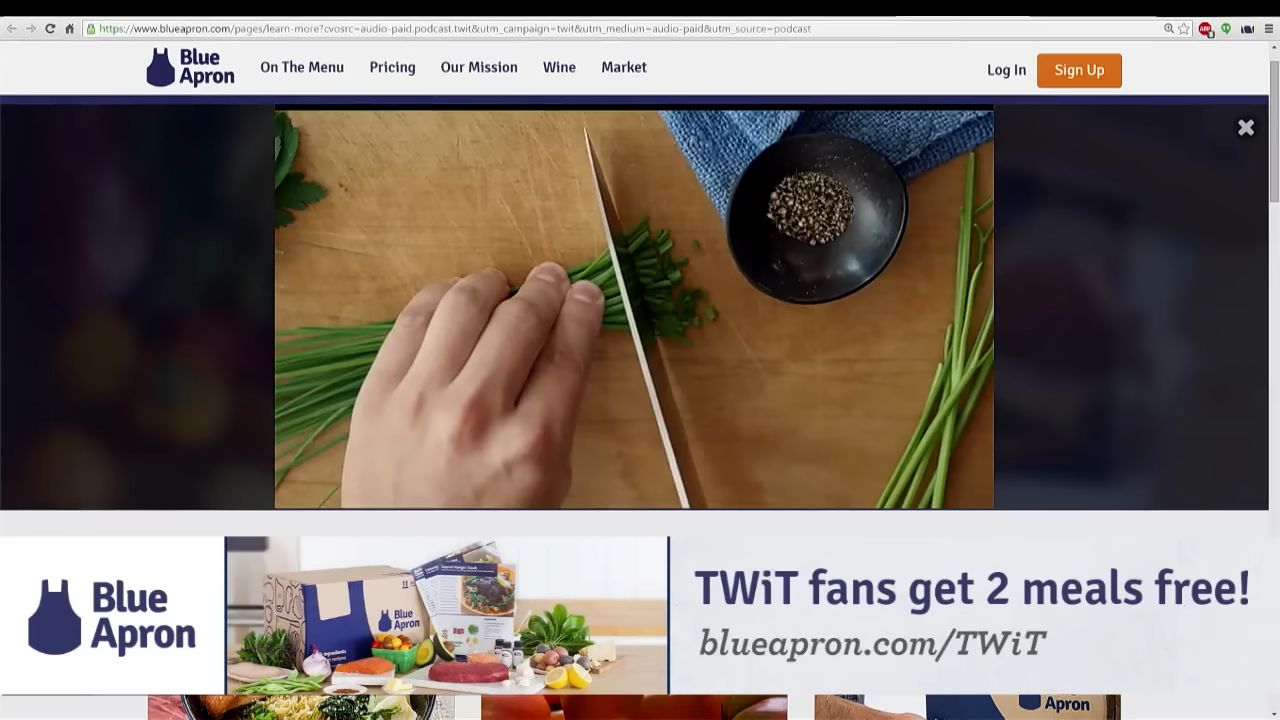 https://www.blueapron.com/pages/learn-more?cvosrc=audio-paid.podcast.twit&utm_campaign=twit&utm_medium=audio-paid&utm_source=podcast
Blue
Apron
On The Menu
Pricing
Our Mission
Wine
Market
Log In
Sign Up
Blue
Apron
Blue
Apron
TWiT fans get 2 meals free!
blueapron.com/TWiT
Apron